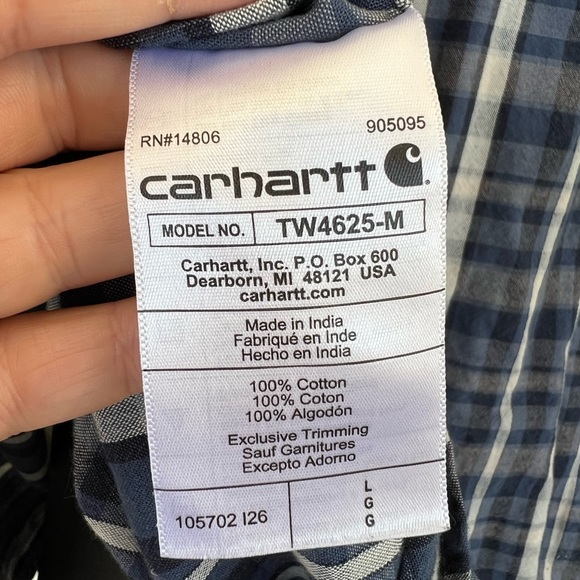 RN#14806 905095
carhartt
MODEL NO. TW4625-M
Carhartt, Inc. P.O. Box 600
Dearborn, MI 48121 USA
carhartt.com
Made in India
Fabriqué en Inde
Hecho en India
100% Cotton
100% Coton
100% Algodón
Exclusive Trimming
Sauf Garnitures
Excepto Adorno
105702 I26
L
G
G